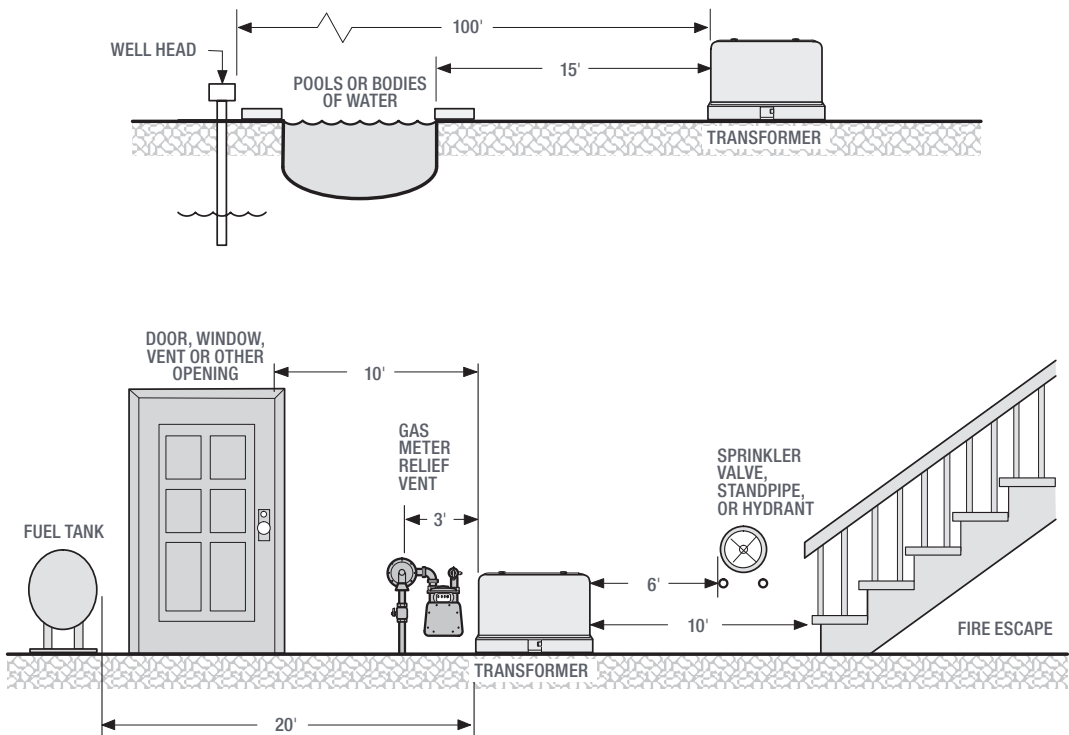 100'
WELL HEAD
15'
POOLS OR BODIES
OF WATER
TRANSFORMER
DOOR, WINDOW,
VENT OR OTHER
OPENING
10'
GAS
METER
RELIEF
VENT
SPRINKLER
VALVE,
STANDPIPE,
OR HYDRANT
3'
FUEL TANK
6'
10'
FIRE ESCAPE
TRANSFORMER
20'